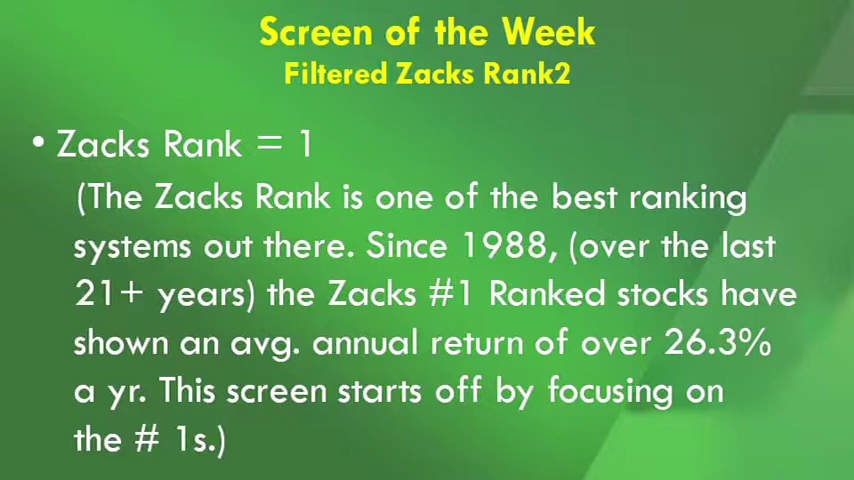 Screen of the Week
Filtered Zacks Rank2
• Zacks Rank = 1
(The Zacks Rank is one of the best ranking
systems out there. Since 1988, (over the last
21+ years) the Zacks #1 Ranked stocks have
shown an avg. annual return of over 26.3%
a yr. This screen starts off by focusing on
the # 1s.)